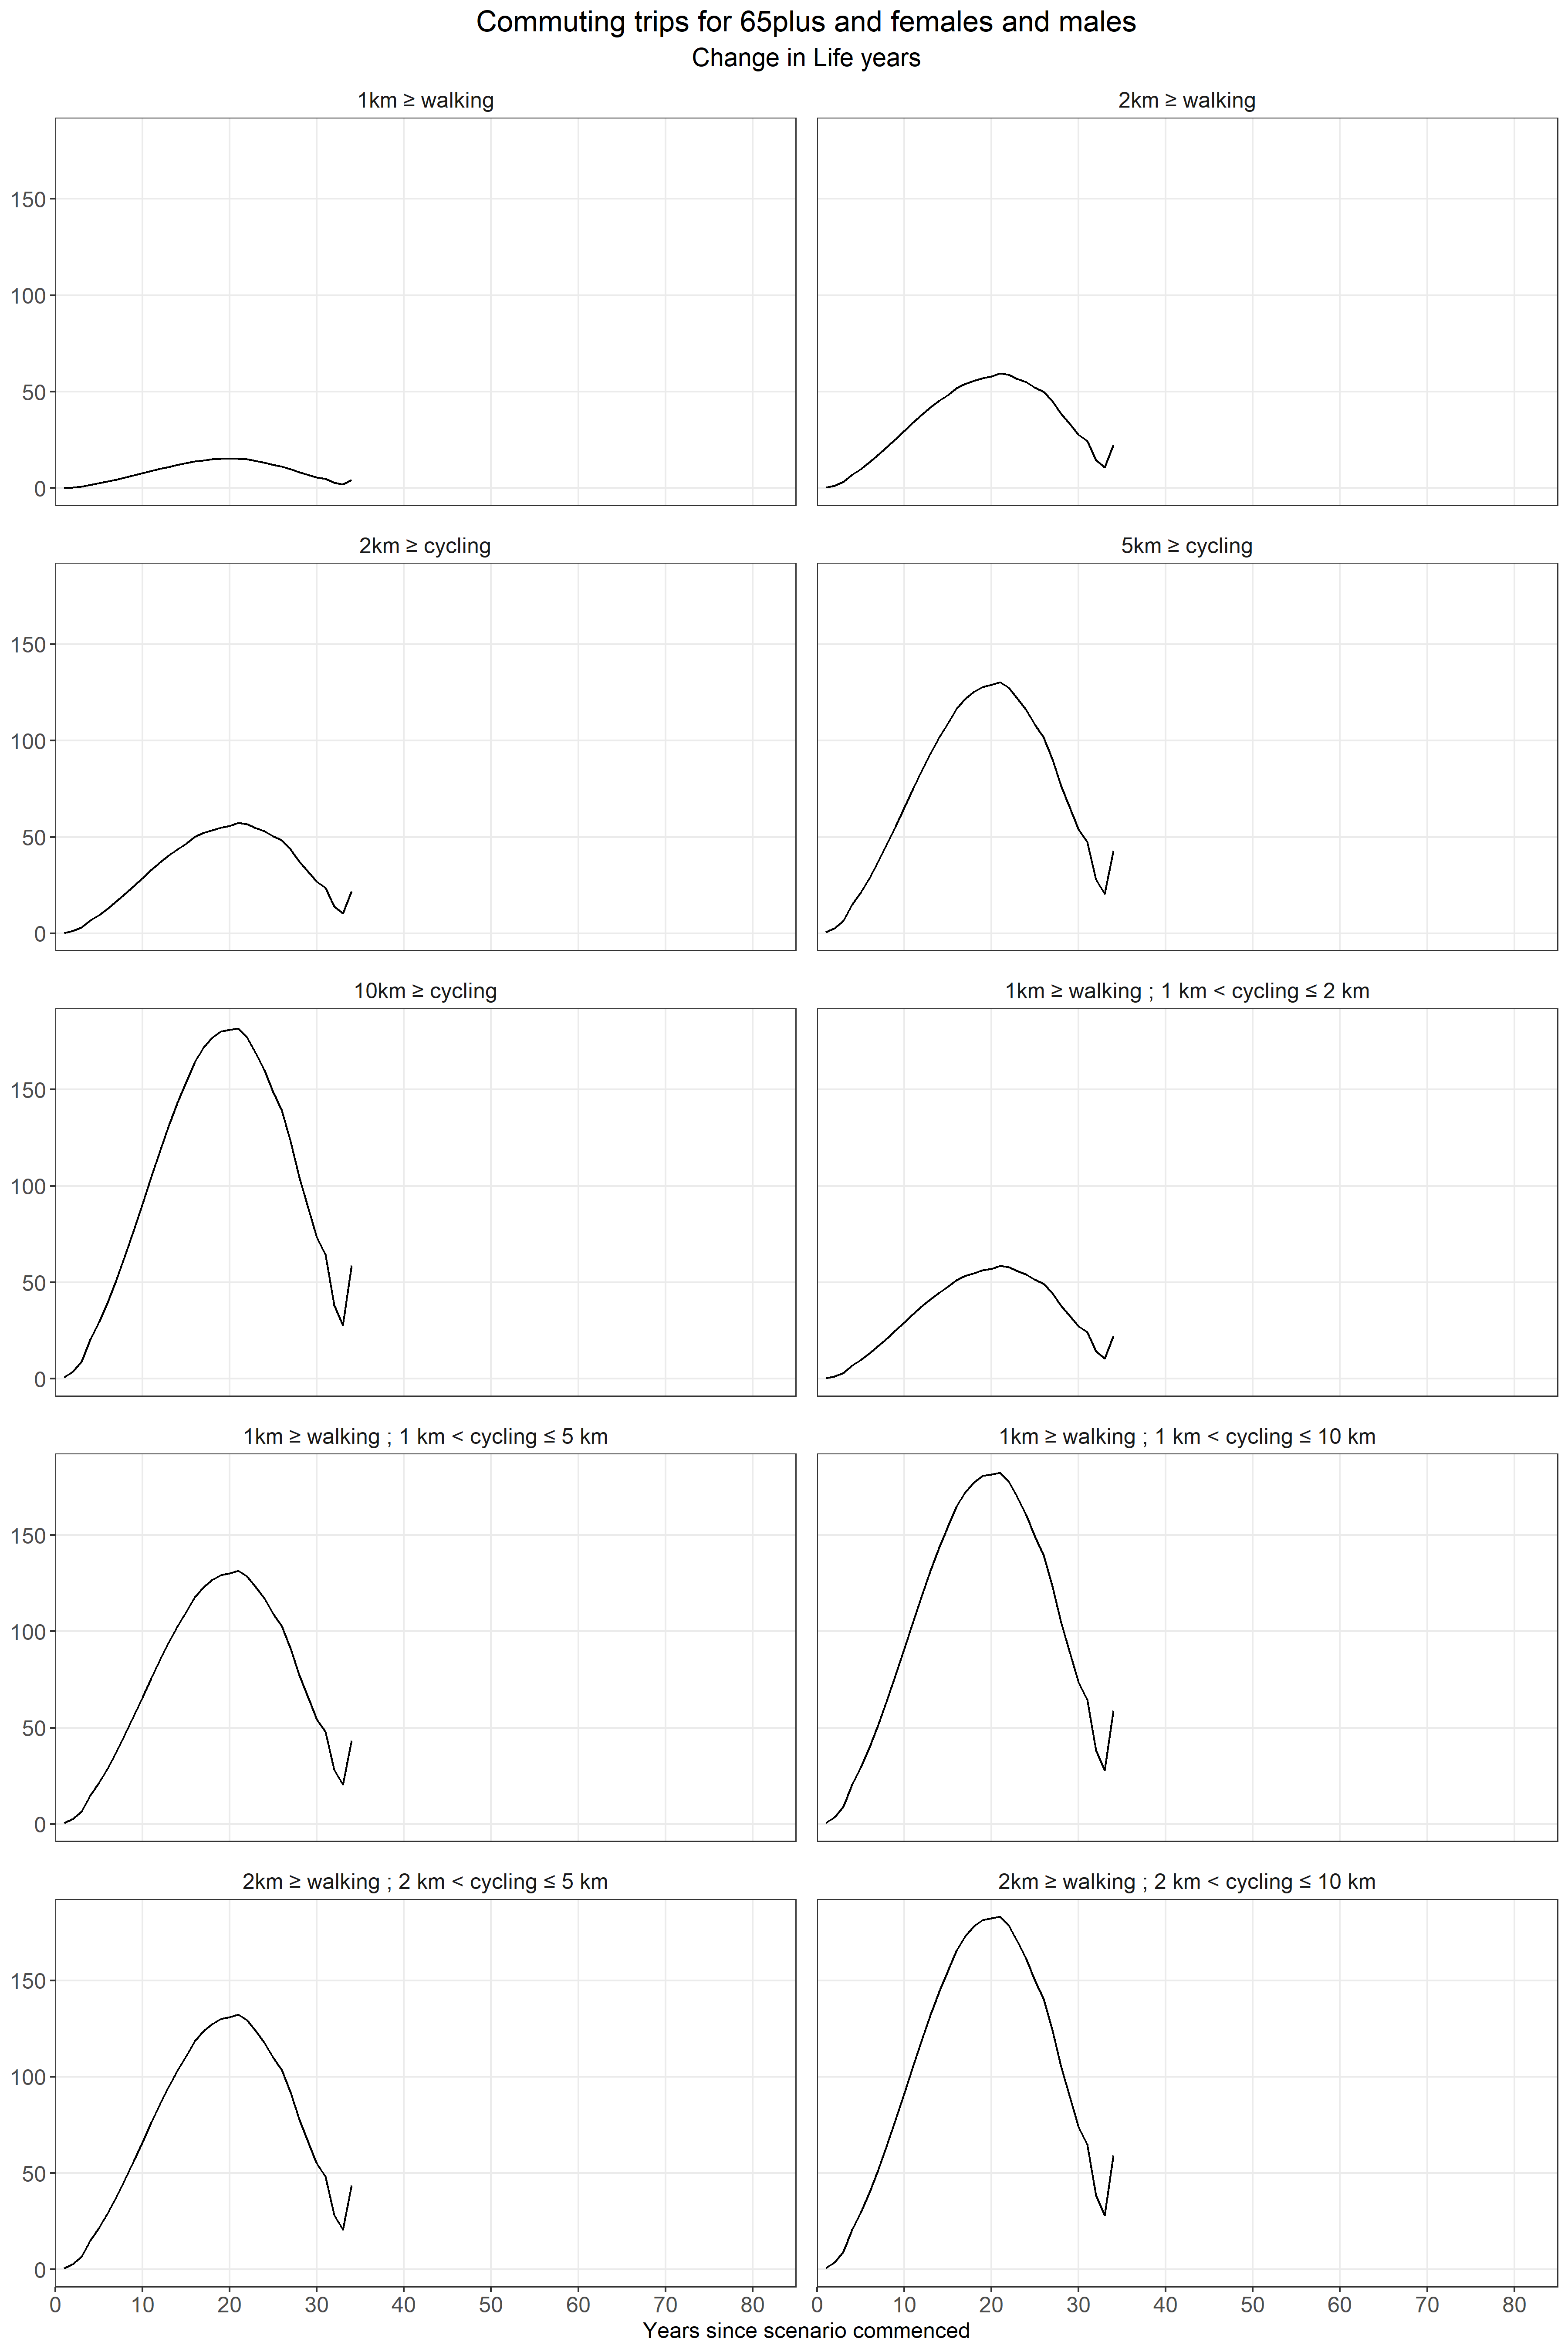 Commuting trips for 65plus and females and males
Change in Life years
1km ≥ walking
2km ≥ walking
150
100
50
0
2km ≥ cycling
5km ≥ cycling
150
100
50
0
10km ≥ cycling
1km ≥ walking ; 1 km < cycling ≤ 2 km
150
100
50
0
1km ≥ walking ; 1 km < cycling ≤ 5 km
1km ≥ walking ; 1 km < cycling ≤ 10 km
150
100
50
0
2km ≥ walking ; 2 km < cycling ≤ 5 km
2km ≥ walking ; 2 km < cycling ≤ 10 km
150
100
50
0
0 10 20 30 40 50 60 70 80
0 10 20 30 40 50 60 70 80
Years since scenario commenced